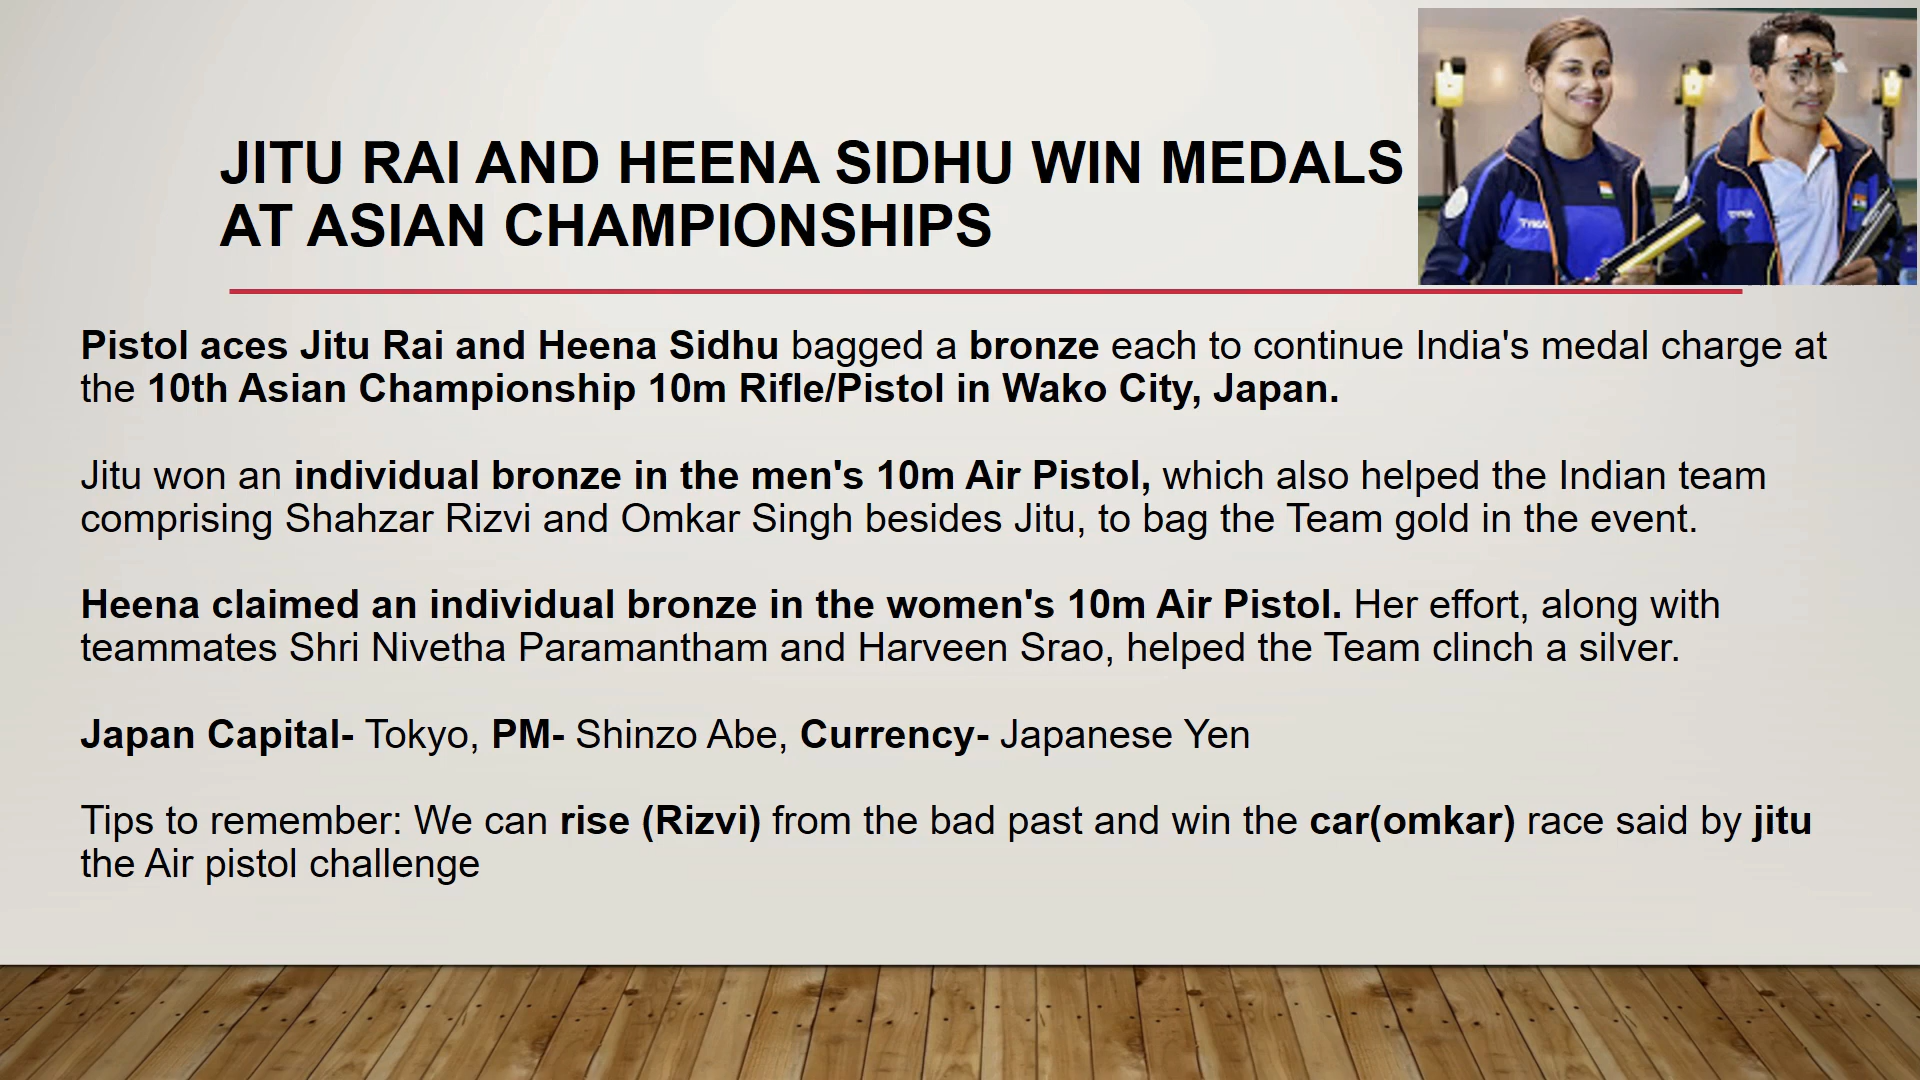 JITU RAI AND HEENA SIDHU WIN MEDALS
AT ASIAN CHAMPIONSHIPS
Pistol aces Jitu Rai and Heena Sidhu bagged a bronze each to continue India's medal charge at
the 10th Asian Championship 10m Rifle/Pistol in Wako City, Japan.
Jitu won an individual bronze in the men's 10m Air Pistol, which also helped the Indian team
comprising Shahzar Rizvi and Omkar Singh besides Jitu, to bag the Team gold in the event.
Heena claimed an individual bronze in the women's 10m Air Pistol. Her effort, along with
teammates Shri Nivetha Paramantham and Harveen Srao, helped the Team clinch a silver.
Japan Capital- Tokyo, PM- Shinzo Abe, Currency- Japanese Yen
Tips to remember: We can rise (Rizvi) from the bad past and win the car(omkar) race said by jitu
the Air pistol challenge